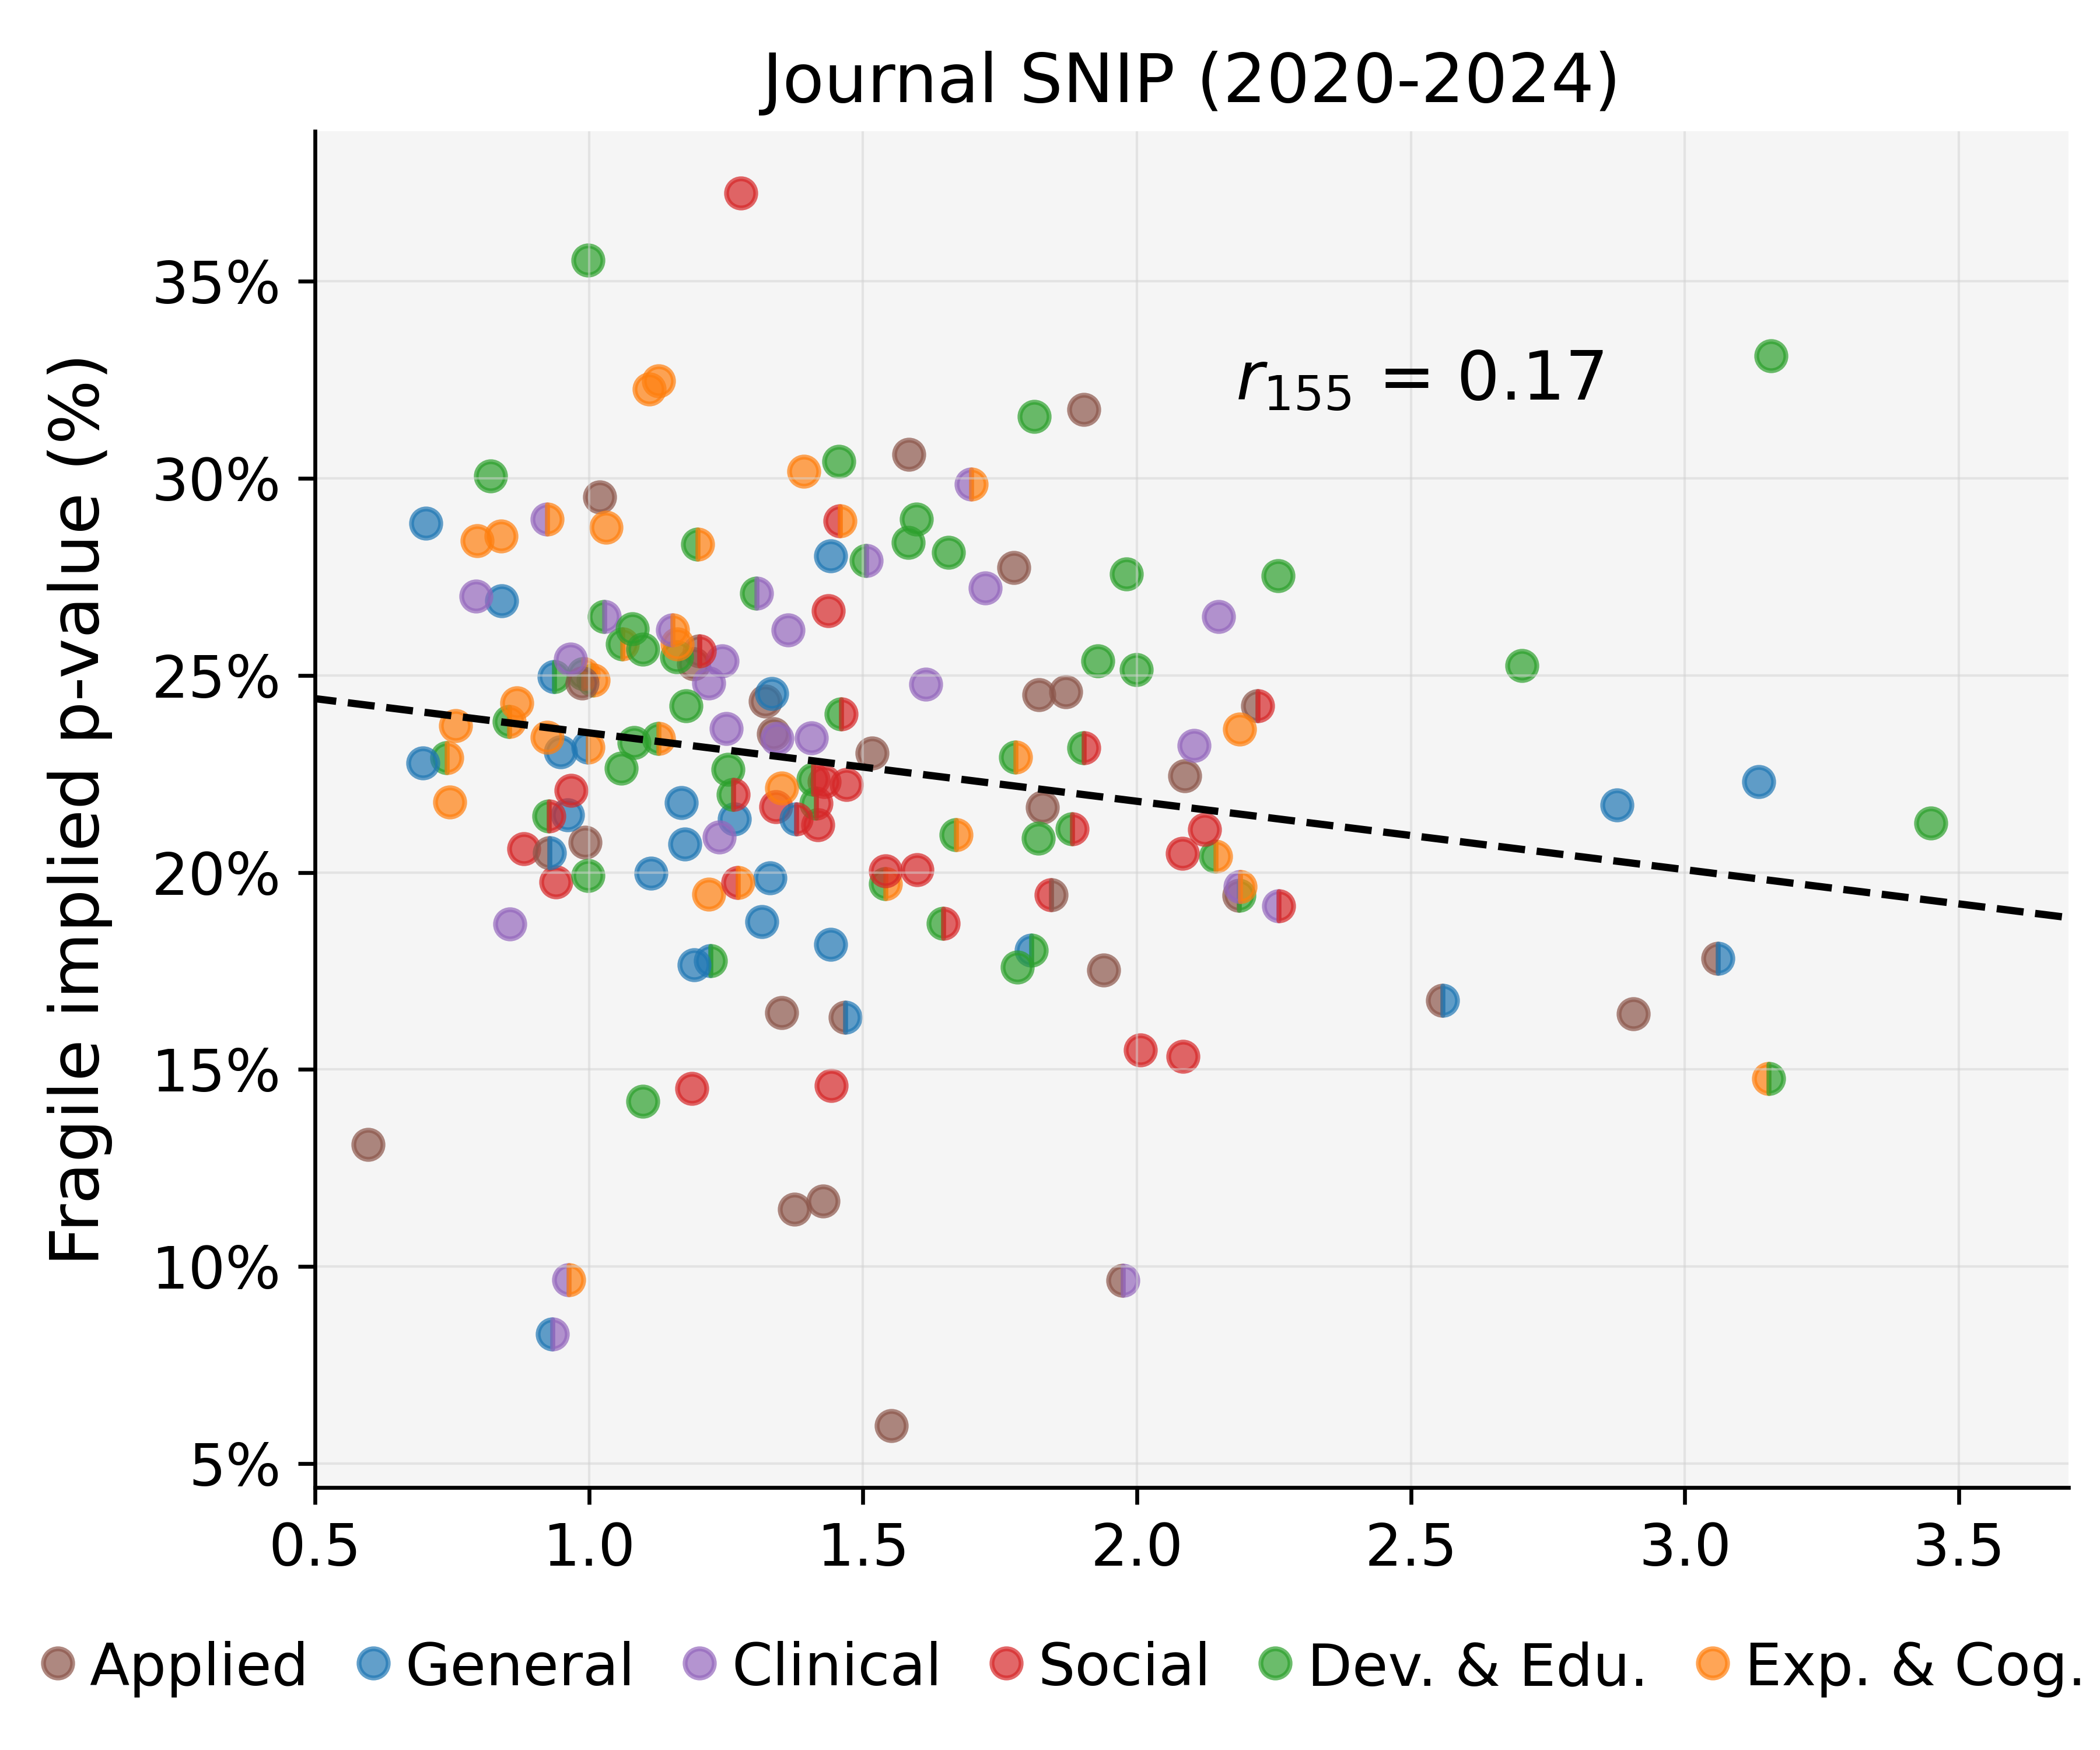 Journal SNIP (2020-2024)
Fragile implied p-value (%)
35%
30%
25%
20%
15%
10%
5%
r155 = 0.17
0.5 1.0 1.5 2.0 2.5 3.0 3.5
Applied General Clinical Social Dev. & Edu. Exp. & Cog.